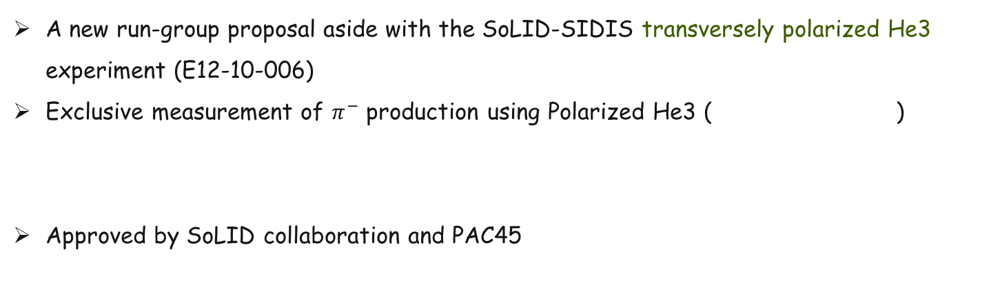 ➢ A new run-group proposal aside with the SoLID-SIDIS transversely polarized He3
experiment (E12-10-006)
➢ Exclusive measurement of π⁻ production using Polarized He3 ( )
➢ Approved by SoLID collaboration and PAC45